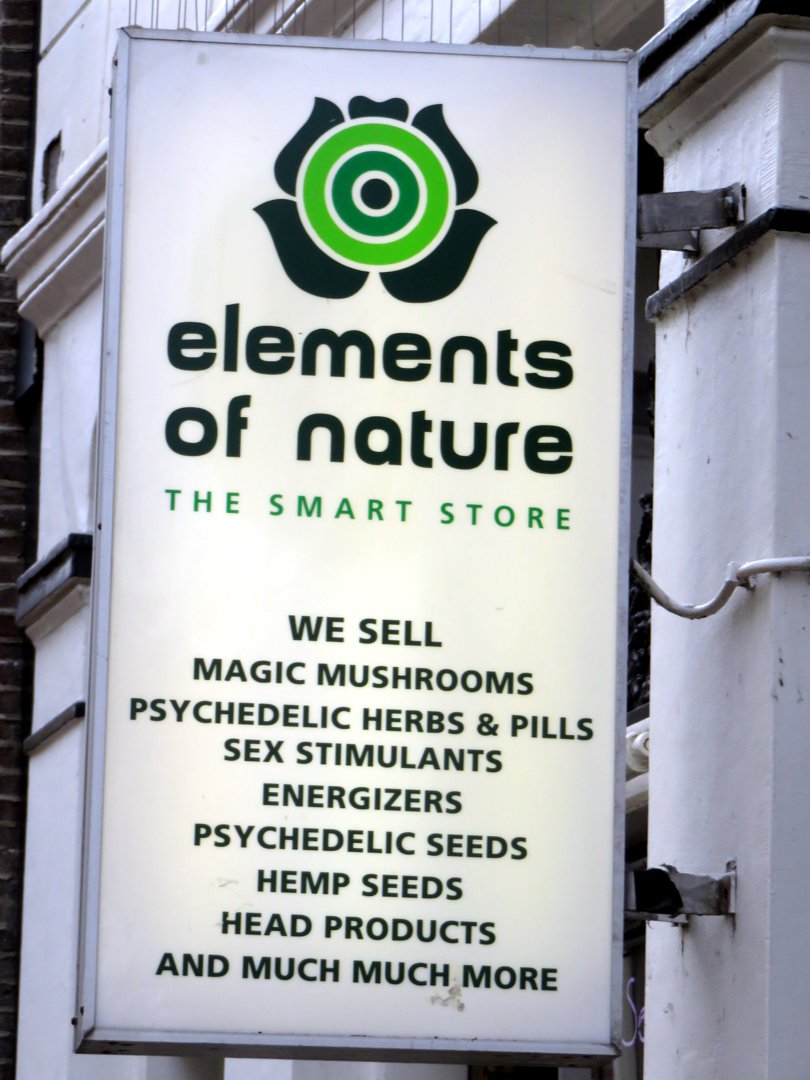 elements
of nature
THE SMART STORE
WE SELL
MAGIC MUSHROOMS
PSYCHEDELIC HERBS & PILLS
SEX STIMULANTS
ENERGIZERS
PSYCHEDELIC SEEDS
HEMP SEEDS
HEAD PRODUCTS
AND MUCH MUCH MORE